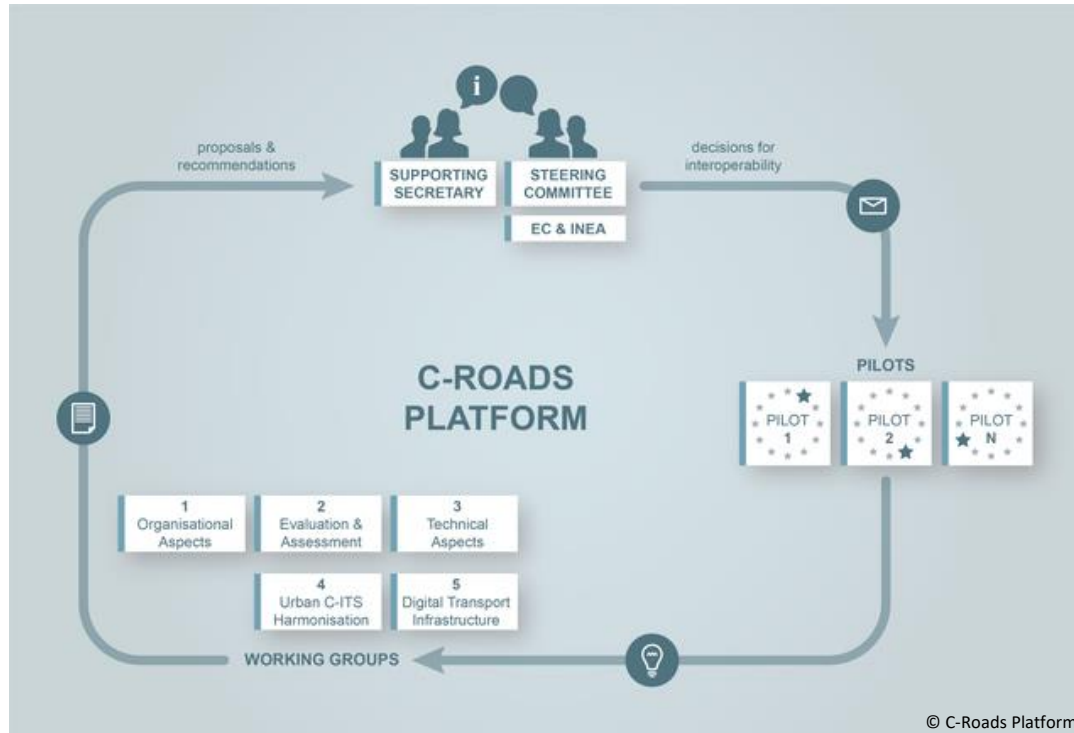 i
proposals &
recommendations
SUPPORTING
SECRETARY
STEERING
COMMITTEE
EC & INEA
decisions for
interoperability
C-ROADS
PLATFORM
PILOTS
PILOT
1
PILOT
2
PILOT
N
1
Organisational
Aspects
2
Evaluation &
Assessment
3
Technical
Aspects
4
Urban C-ITS
Harmonisation
5
Digital Transport
Infrastructure
WORKING GROUPS
© C-Roads Platform